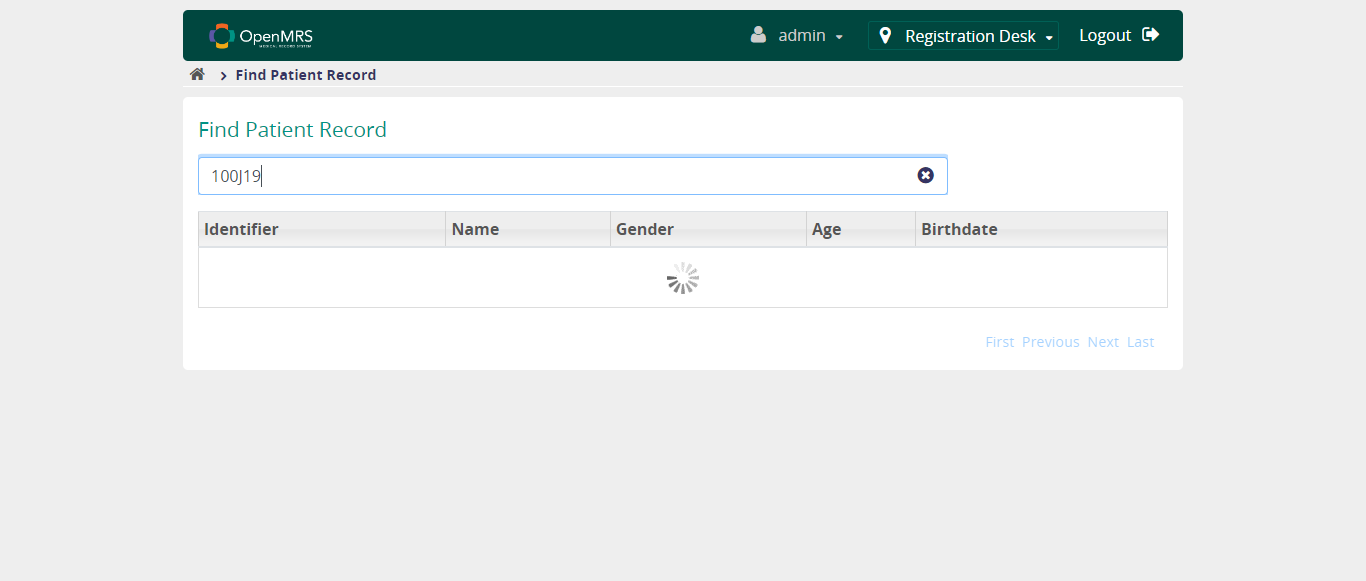 OpenMRS
MEDICAL RECORD SYSTEM
admin
Registration Desk
Logout
Find Patient Record
Find Patient Record
100J19
Identifier Name Gender Age Birthdate
First Previous Next Last